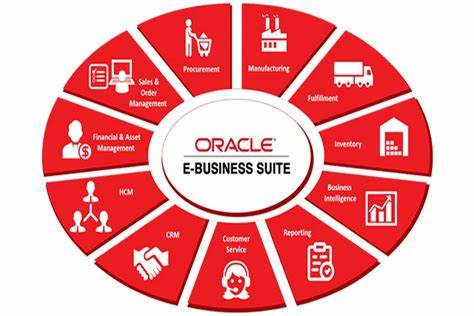 ORACLE
E-BUSINESS SUITE
Procurement
Manufacturing
Fulfillment
Inventory
Business
Intelligence
Reporting
Customer
Service
CRM
HCM
Financial & Asset
Management
Sales &
Order
Management